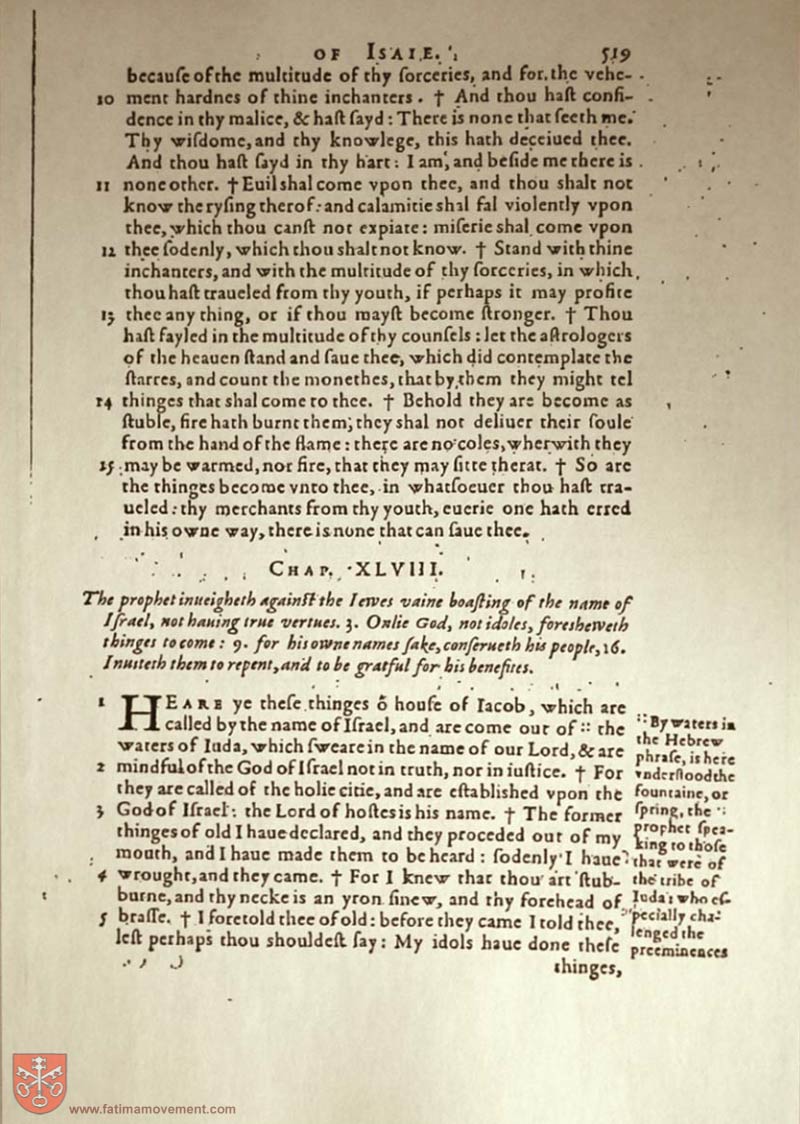 OF ISAIE. 519
becauſe of the multitude of thy ſorceries, and for the vehe-
10 ment hardnes of thine inchanters. † And thou haſt confi-
dence in thy malice, & haſt ſayd: There is none that ſeeth me.
Thy wiſdome, and thy knowlege, this hath deceiued thee.
And thou haſt ſayd in thy hart: I am, and beſide me there is
11 none other. † Euil shal come vpon thee, and thou shalt not
know the ryſing therof: and calamitie shal fal violently vpon
thee, which thou canſt not expiate: miſerie shal come vpon
12 thee ſodenly, which thou shalt not know. † Stand with thine
inchanters, and with the multitude of thy ſorceries, in which
thou haſt traueled from thy youth, if perhaps it may profite
13 thee any thing, or if thou mayſt become ſtronger. † Thou
haſt fayled in the multitude of thy counſels: let the aſtrologers
of the heauen ſtand and ſaue thee, which did contemplate the
ſtarres, and count the monethes, that by them they might tel
14 thinges that shal come to thee. † Behold they are become as
ſtuble, fire hath burnt them; they shal not deliuer their ſoule
from the hand of the flame: there are no coles, wherwith they
15 may be warmed, nor fire, that they may ſitte therat. † So are
the thinges become vnto thee, in whatſoeuer thou haſt tra-
ueled: thy merchants from thy youth, euerie one hath erred
in his owne way, there is none that can ſaue thee.
CHAP. XLVIII.
The prophet inueigheth againſt the Iewes vaine boaſting of the name of
Iſrael, not hauing true vertues. 3. Onlie God, not idoles, foresheweth
thinges to come: 9. for his owne names ſake, conſerueth his people, 16.
Inuiteth them to repent, and to be gratful for his benefites.
1 HEARE ye theſe thinges ô houſe of Iacob, which are
called by the name of Iſrael, and are come out of :: the
waters of Iuda, which ſweare in the name of our Lord, & are
2 mindful of the God of Iſrael not in truth, nor in iuſtice. † For
they are called of the holie citie, and are eſtablished vpon the
3 God of Iſrael: the Lord of hoſtes is his name. † The former
thinges of old I haue declared, and they proceded out of my
mouth, and I haue made them to be heard: ſodenly I haue
4 wrought, and they came. † For I knew that thou art ſtub-
burne, and thy necke is an yron ſinew, and thy forehead of
5 braſſe. † I foretold thee of old: before they came I told thee,
leſt perhaps thou shouldeſt ſay: My idols haue done theſe
thinges,
:: By waters in
the Hebrew
phraſe, is here
vnderſtood the
fountaine, or
ſpring, the
prophet ſpea-
king to thoſe
that were of
the tribe of
Iuda: who eſ-
pecially cha-
lenged the
preeminences
www.fatimamovement.com